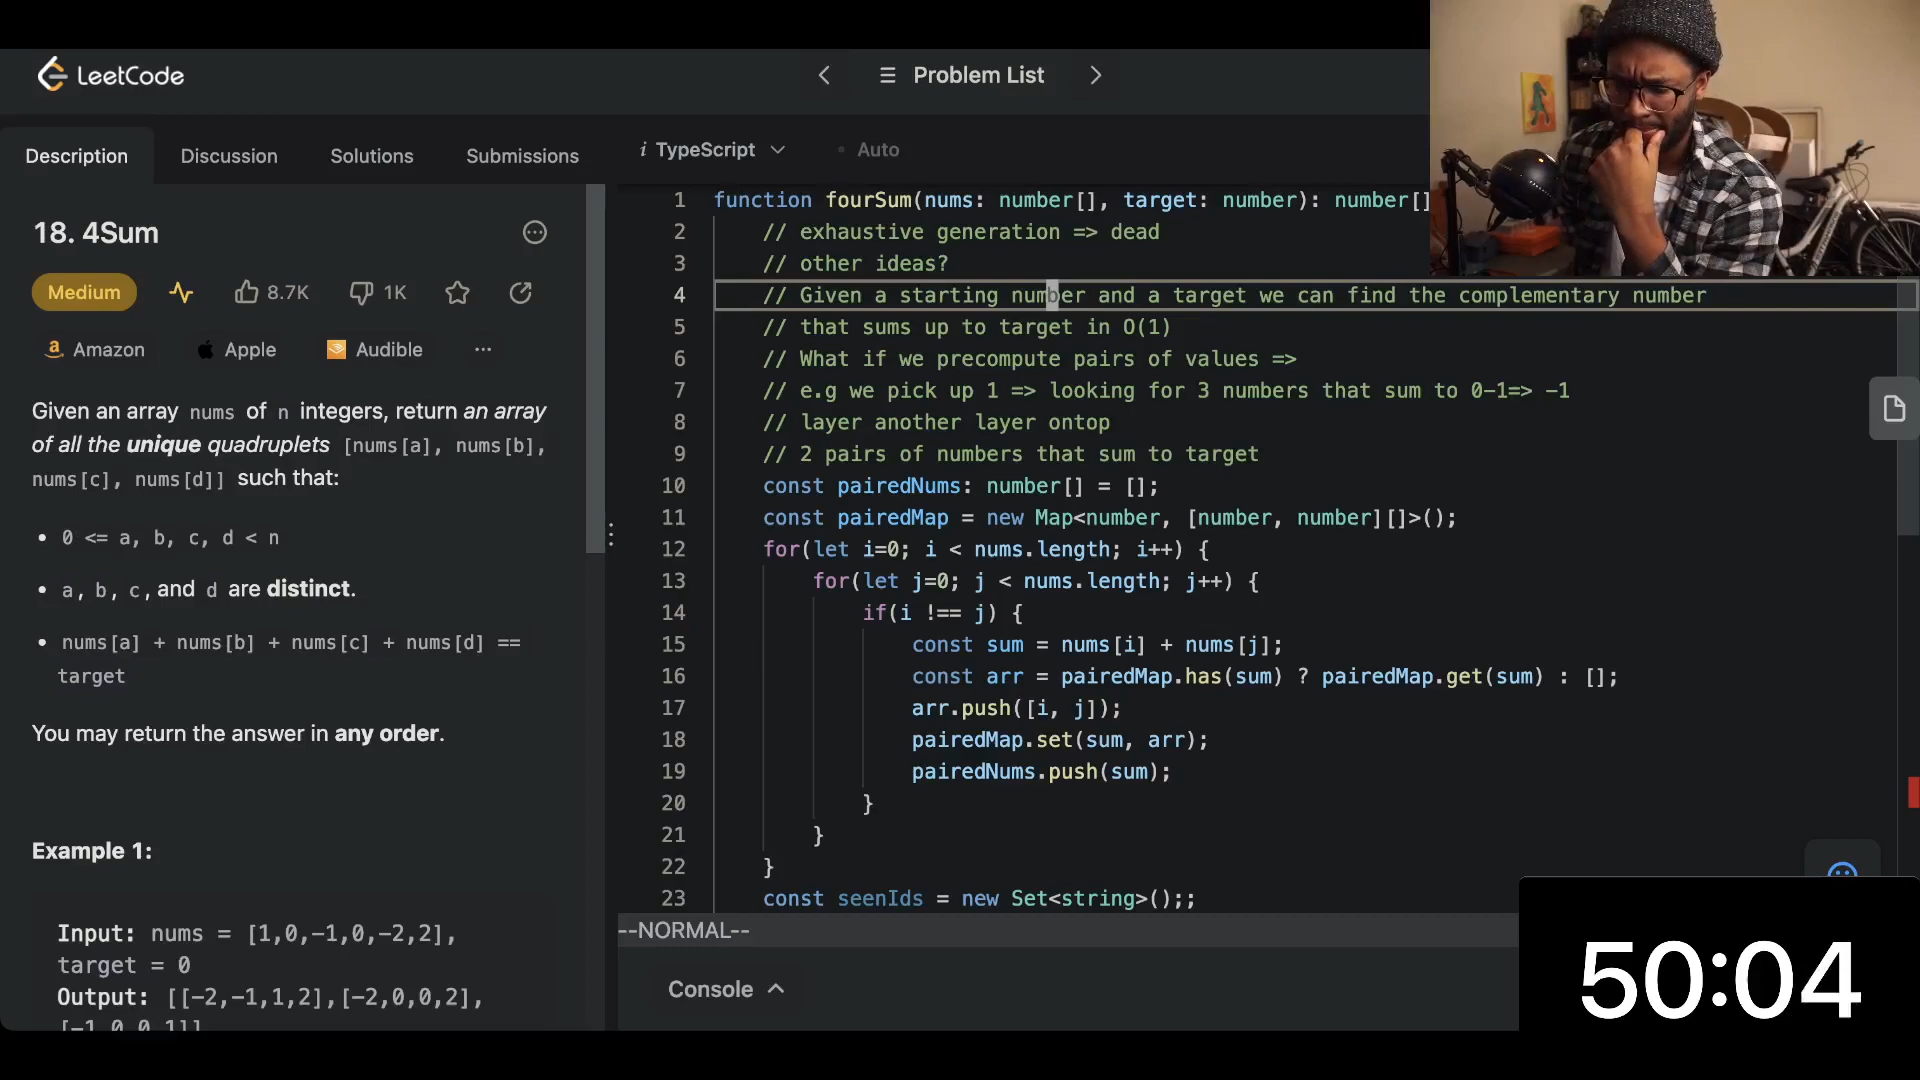 LeetCode
Problem List
Description
Discussion
Solutions
Submissions
i TypeScript
• Auto
18. 4Sum
Medium
8.7K
1K
Amazon
Apple
Audible
Given an array nums of n integers, return an array
of all the unique quadruplets [nums[a], nums[b],
nums[c], nums[d]] such that:
• 0 <= a, b, c, d < n
• a, b, c, and d are distinct.
• nums[a] + nums[b] + nums[c] + nums[d] ==
target
You may return the answer in any order.
Example 1:
Input: nums = [1,0,-1,0,-2,2],
target = 0
Output: [[-2,-1,1,2],[-2,0,0,2],
[-1,0,0,1]]
1 function fourSum(nums: number[], target: number): number[]
2 // exhaustive generation => dead
3 // other ideas?
4 // Given a starting number and a target we can find the complementary number
5 // that sums up to target in O(1)
6 // What if we precompute pairs of values =>
7 // e.g we pick up 1 => looking for 3 numbers that sum to 0-1=> -1
8 // layer another layer ontop
9 // 2 pairs of numbers that sum to target
10 const pairedNums: number[] = [];
11 const pairedMap = new Map<number, [number, number][]>();
12 for(let i=0; i < nums.length; i++) {
13 for(let j=0; j < nums.length; j++) {
14 if(i !== j) {
15 const sum = nums[i] + nums[j];
16 const arr = pairedMap.has(sum) ? pairedMap.get(sum) : [];
17 arr.push([i, j]);
18 pairedMap.set(sum, arr);
19 pairedNums.push(sum);
20 }
21 }
22 }
23 const seenIds = new Set<string>();;
--NORMAL--
Console
50:04